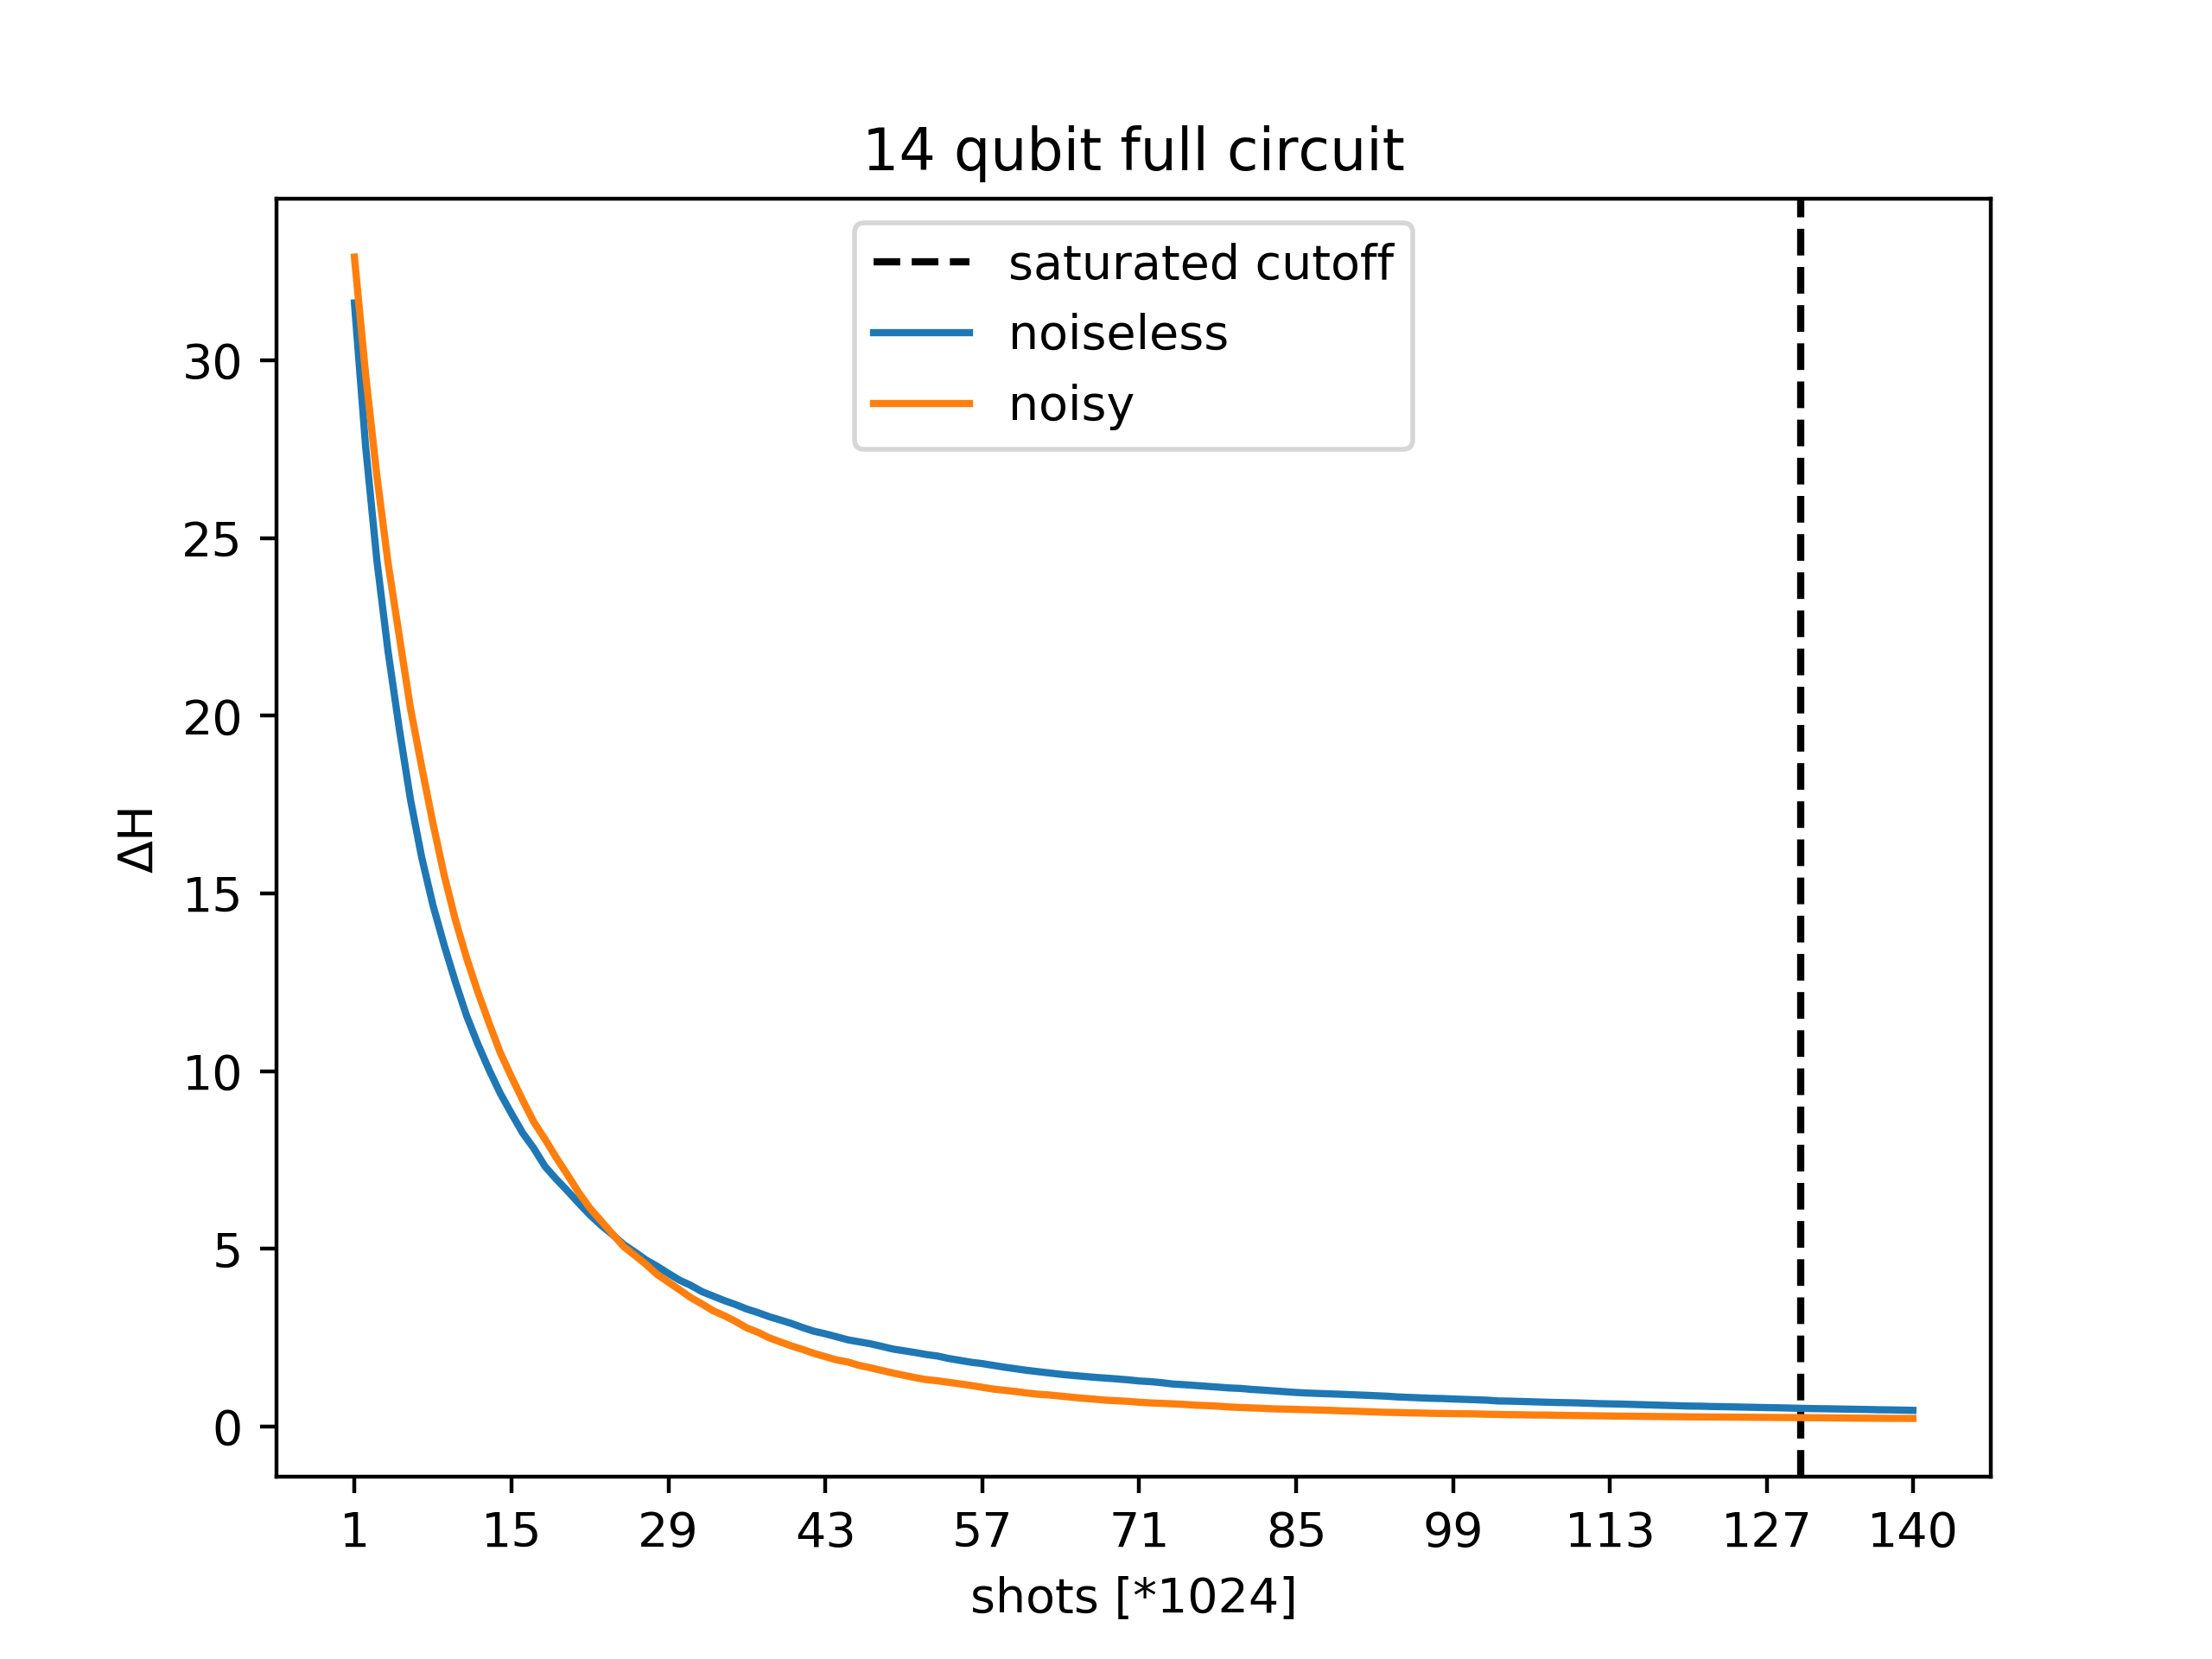 14 qubit full circuit
saturated cutoff
noiseless
noisy
30
25
20
15
10
5
0
ΔH
1 15 29 43 57 71 85 99 113 127 140
shots [*1024]